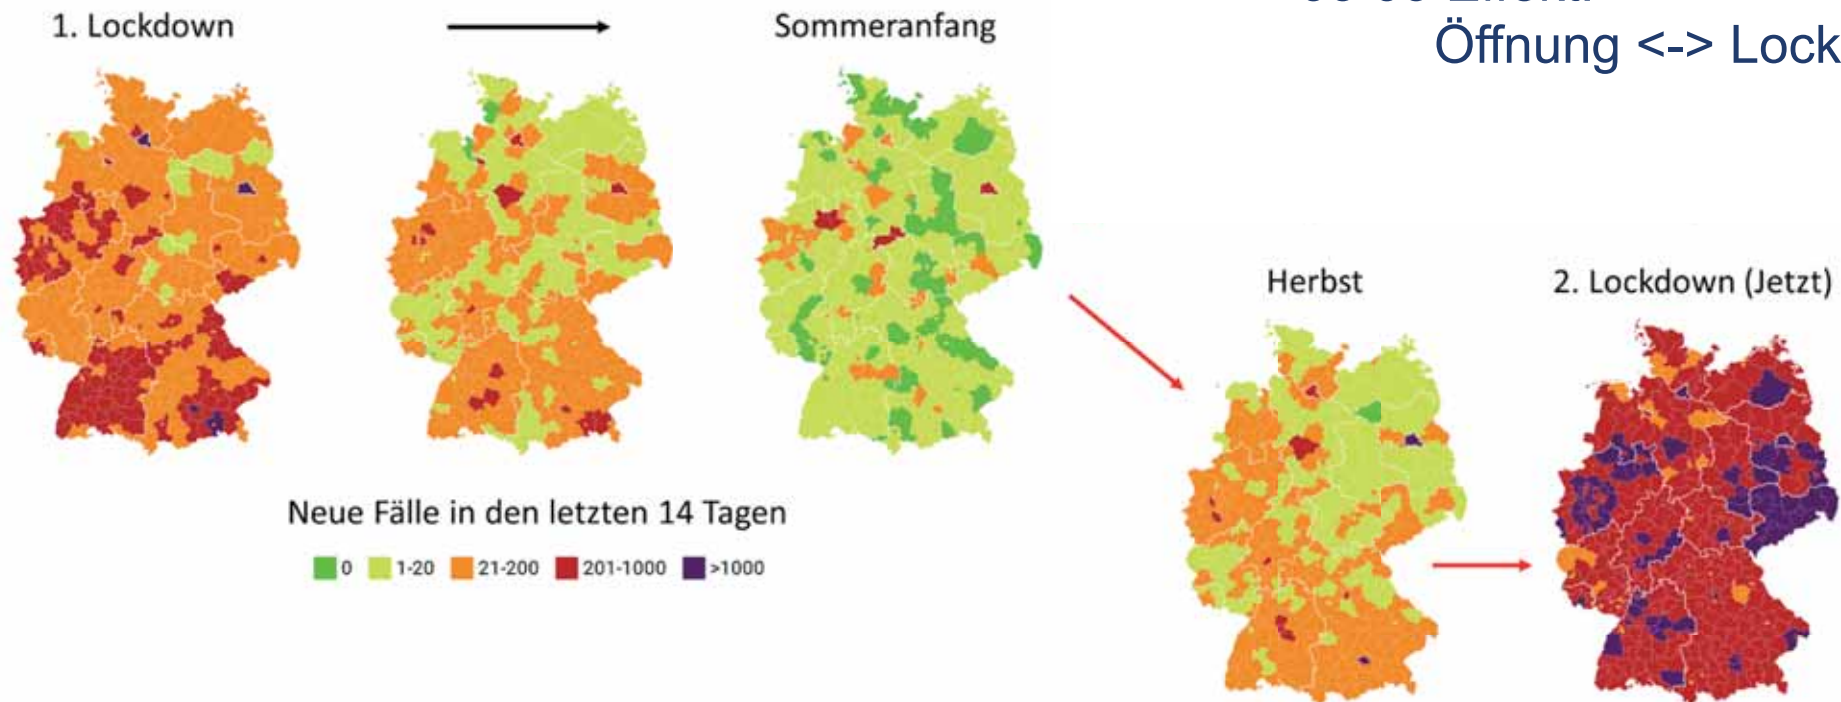 Öffnung <-> Lock
1. Lockdown
Sommeranfang
Herbst
2. Lockdown (Jetzt)
Neue Fälle in den letzten 14 Tagen
0 1-20 21-200 201-1000 >1000